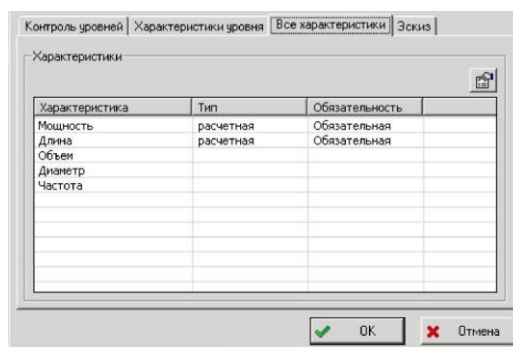 Контроль уровней Характеристики уровня Все характеристики Эскиз
Характеристики
Характеристика Тип Обязательность
Мощность расчетная Обязательная
Длина расчетная Обязательная
Объем
Диаметр
Частота
OK Отмена